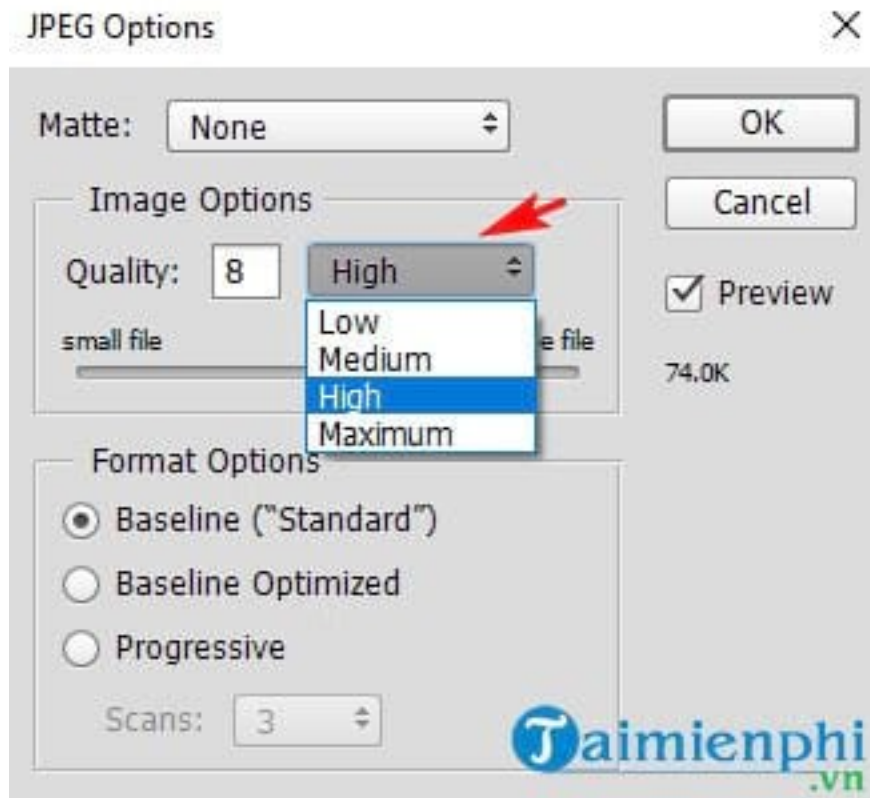 JPEG Options
Matte: None
OK
Image Options
Cancel
Quality: 8 High
Preview
small file
e file
Low
Medium
High
Maximum
74.0K
Format Options
Baseline (“Standard”)
Baseline Optimized
Progressive
Scans: 3
Taimienphi
.vn